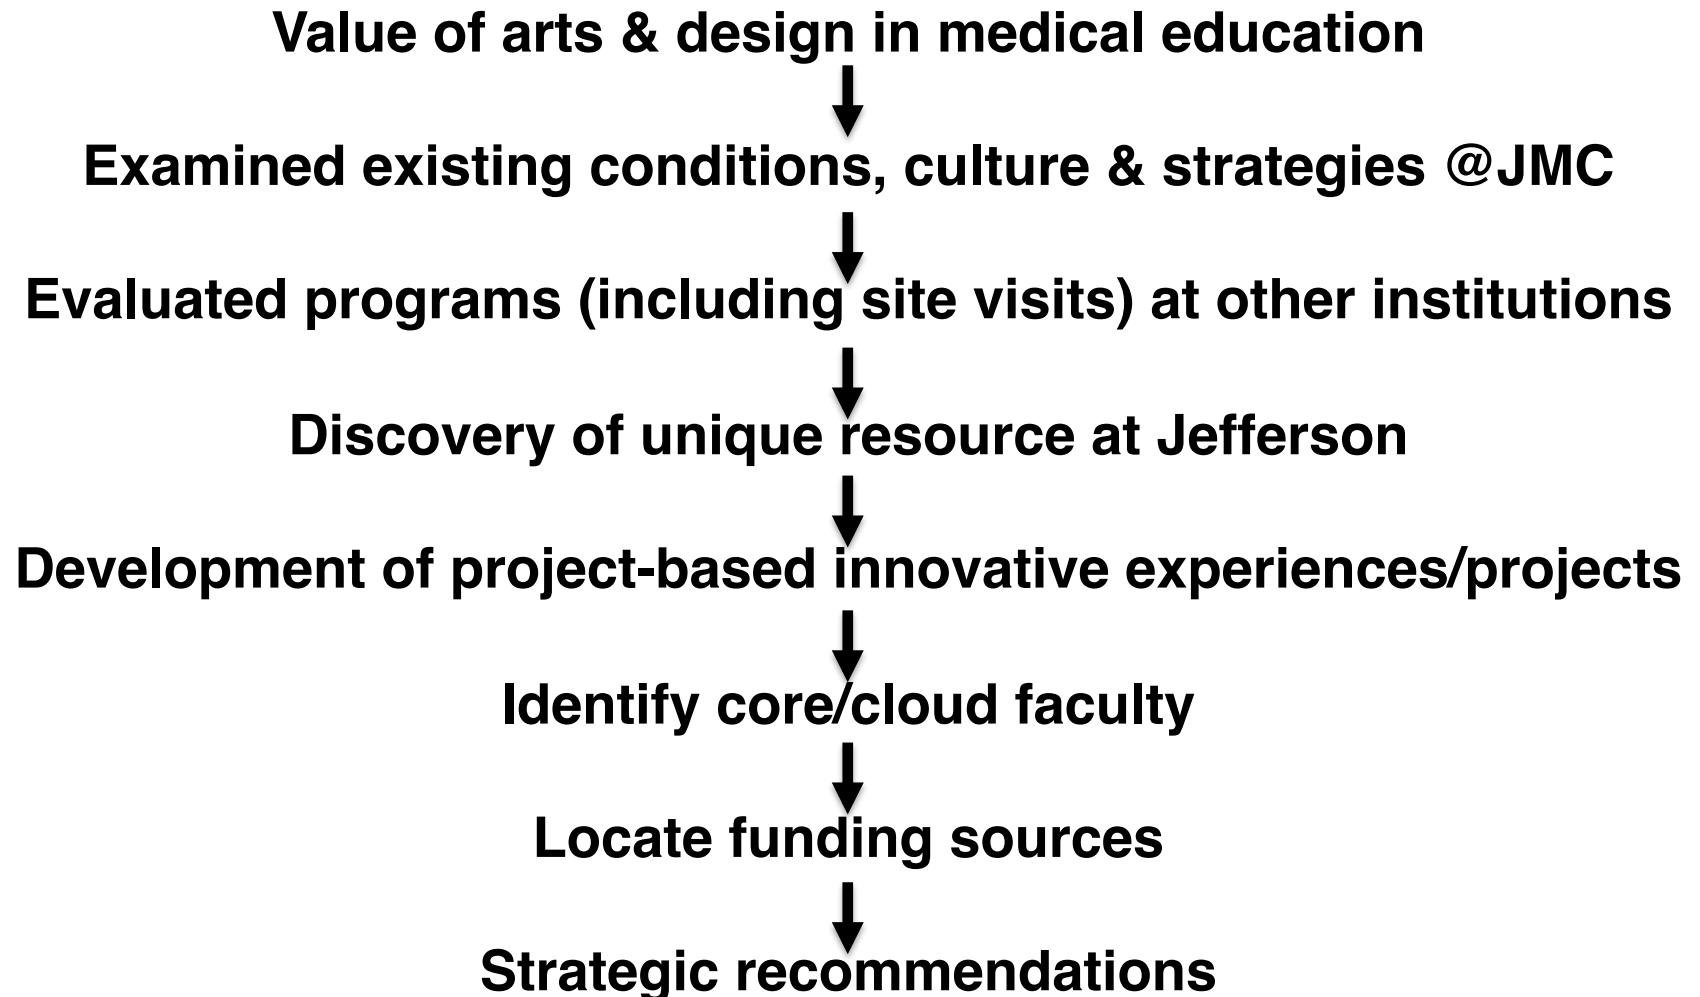 Value of arts & design in medical education
Examined existing conditions, culture & strategies @JMC
Evaluated programs (including site visits) at other institutions
Discovery of unique resource at Jefferson
Development of project-based innovative experiences/projects
Identify core/cloud faculty
Locate funding sources
Strategic recommendations